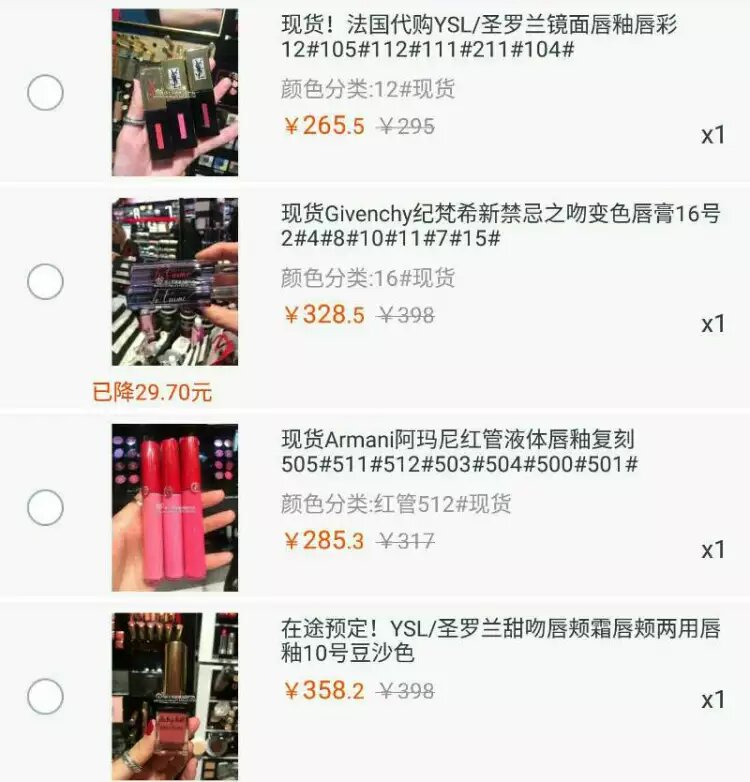 现货！法国代购YSL/圣罗兰镜面唇釉唇彩
12#105#112#111#211#104#
颜色分类:12#现货
￥265.5 ￥295
x1
现货Givenchy纪梵希新禁忌之吻变色唇膏16号
2#4#8#10#11#7#15#
颜色分类:16#现货
￥328.5 ￥398
x1
已降29.70元
现货Armani阿玛尼红管液体唇釉复刻
505#511#512#503#504#500#501#
颜色分类:红管512#现货
￥285.3 ￥317
x1
在途预定！YSL/圣罗兰甜吻唇颊霜唇颊两用唇
釉10号豆沙色
￥358.2 ￥398
x1